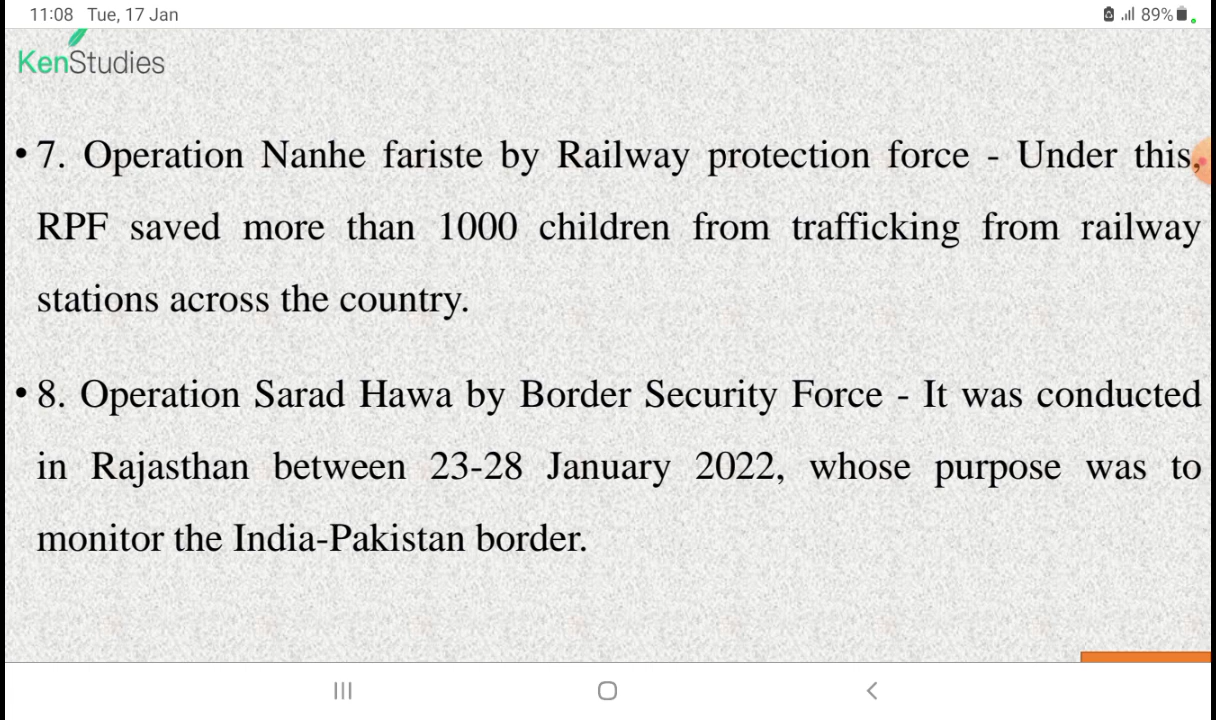 11:08 Tue, 17 Jan 89%
KenStudies
• 7. Operation Nanhe fariste by Railway protection force - Under this,
RPF saved more than 1000 children from trafficking from railway
stations across the country.
• 8. Operation Sarad Hawa by Border Security Force - It was conducted
in Rajasthan between 23-28 January 2022, whose purpose was to
monitor the India-Pakistan border.